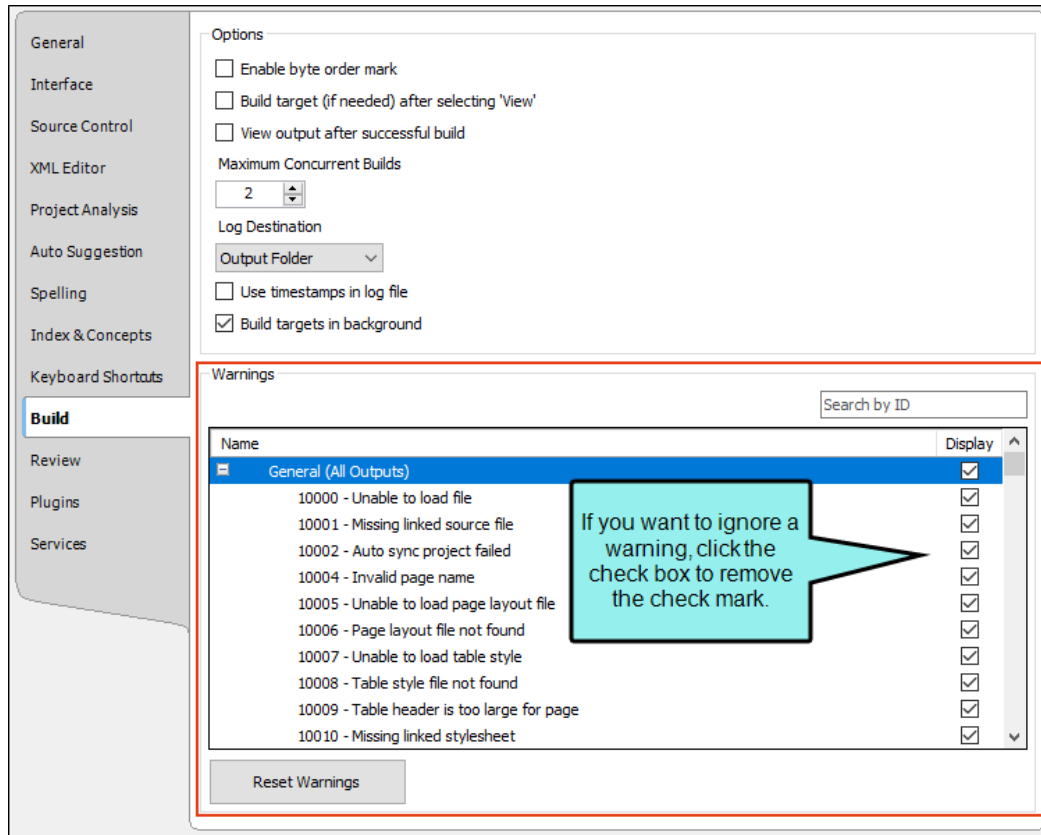 General
Interface
Source Control
XML Editor
Project Analysis
Auto Suggestion
Spelling
Index & Concepts
Keyboard Shortcuts
Build
Review
Plugins
Services
Options
Enable byte order mark
Build target (if needed) after selecting 'View'
View output after successful build
Maximum Concurrent Builds
2
Log Destination
Output Folder
Use timestamps in log file
Build targets in background
Warnings
Search by ID
Name Display
General (All Outputs)
10000 - Unable to load file
10001 - Missing linked source file
10002 - Auto sync project failed
10004 - Invalid page name
10005 - Unable to load page layout file
10006 - Page layout file not found
10007 - Unable to load table style
10008 - Table style file not found
10009 - Table header is too large for page
10010 - Missing linked stylesheet
If you want to ignore a
warning, click the
check box to remove
the check mark.
Reset Warnings